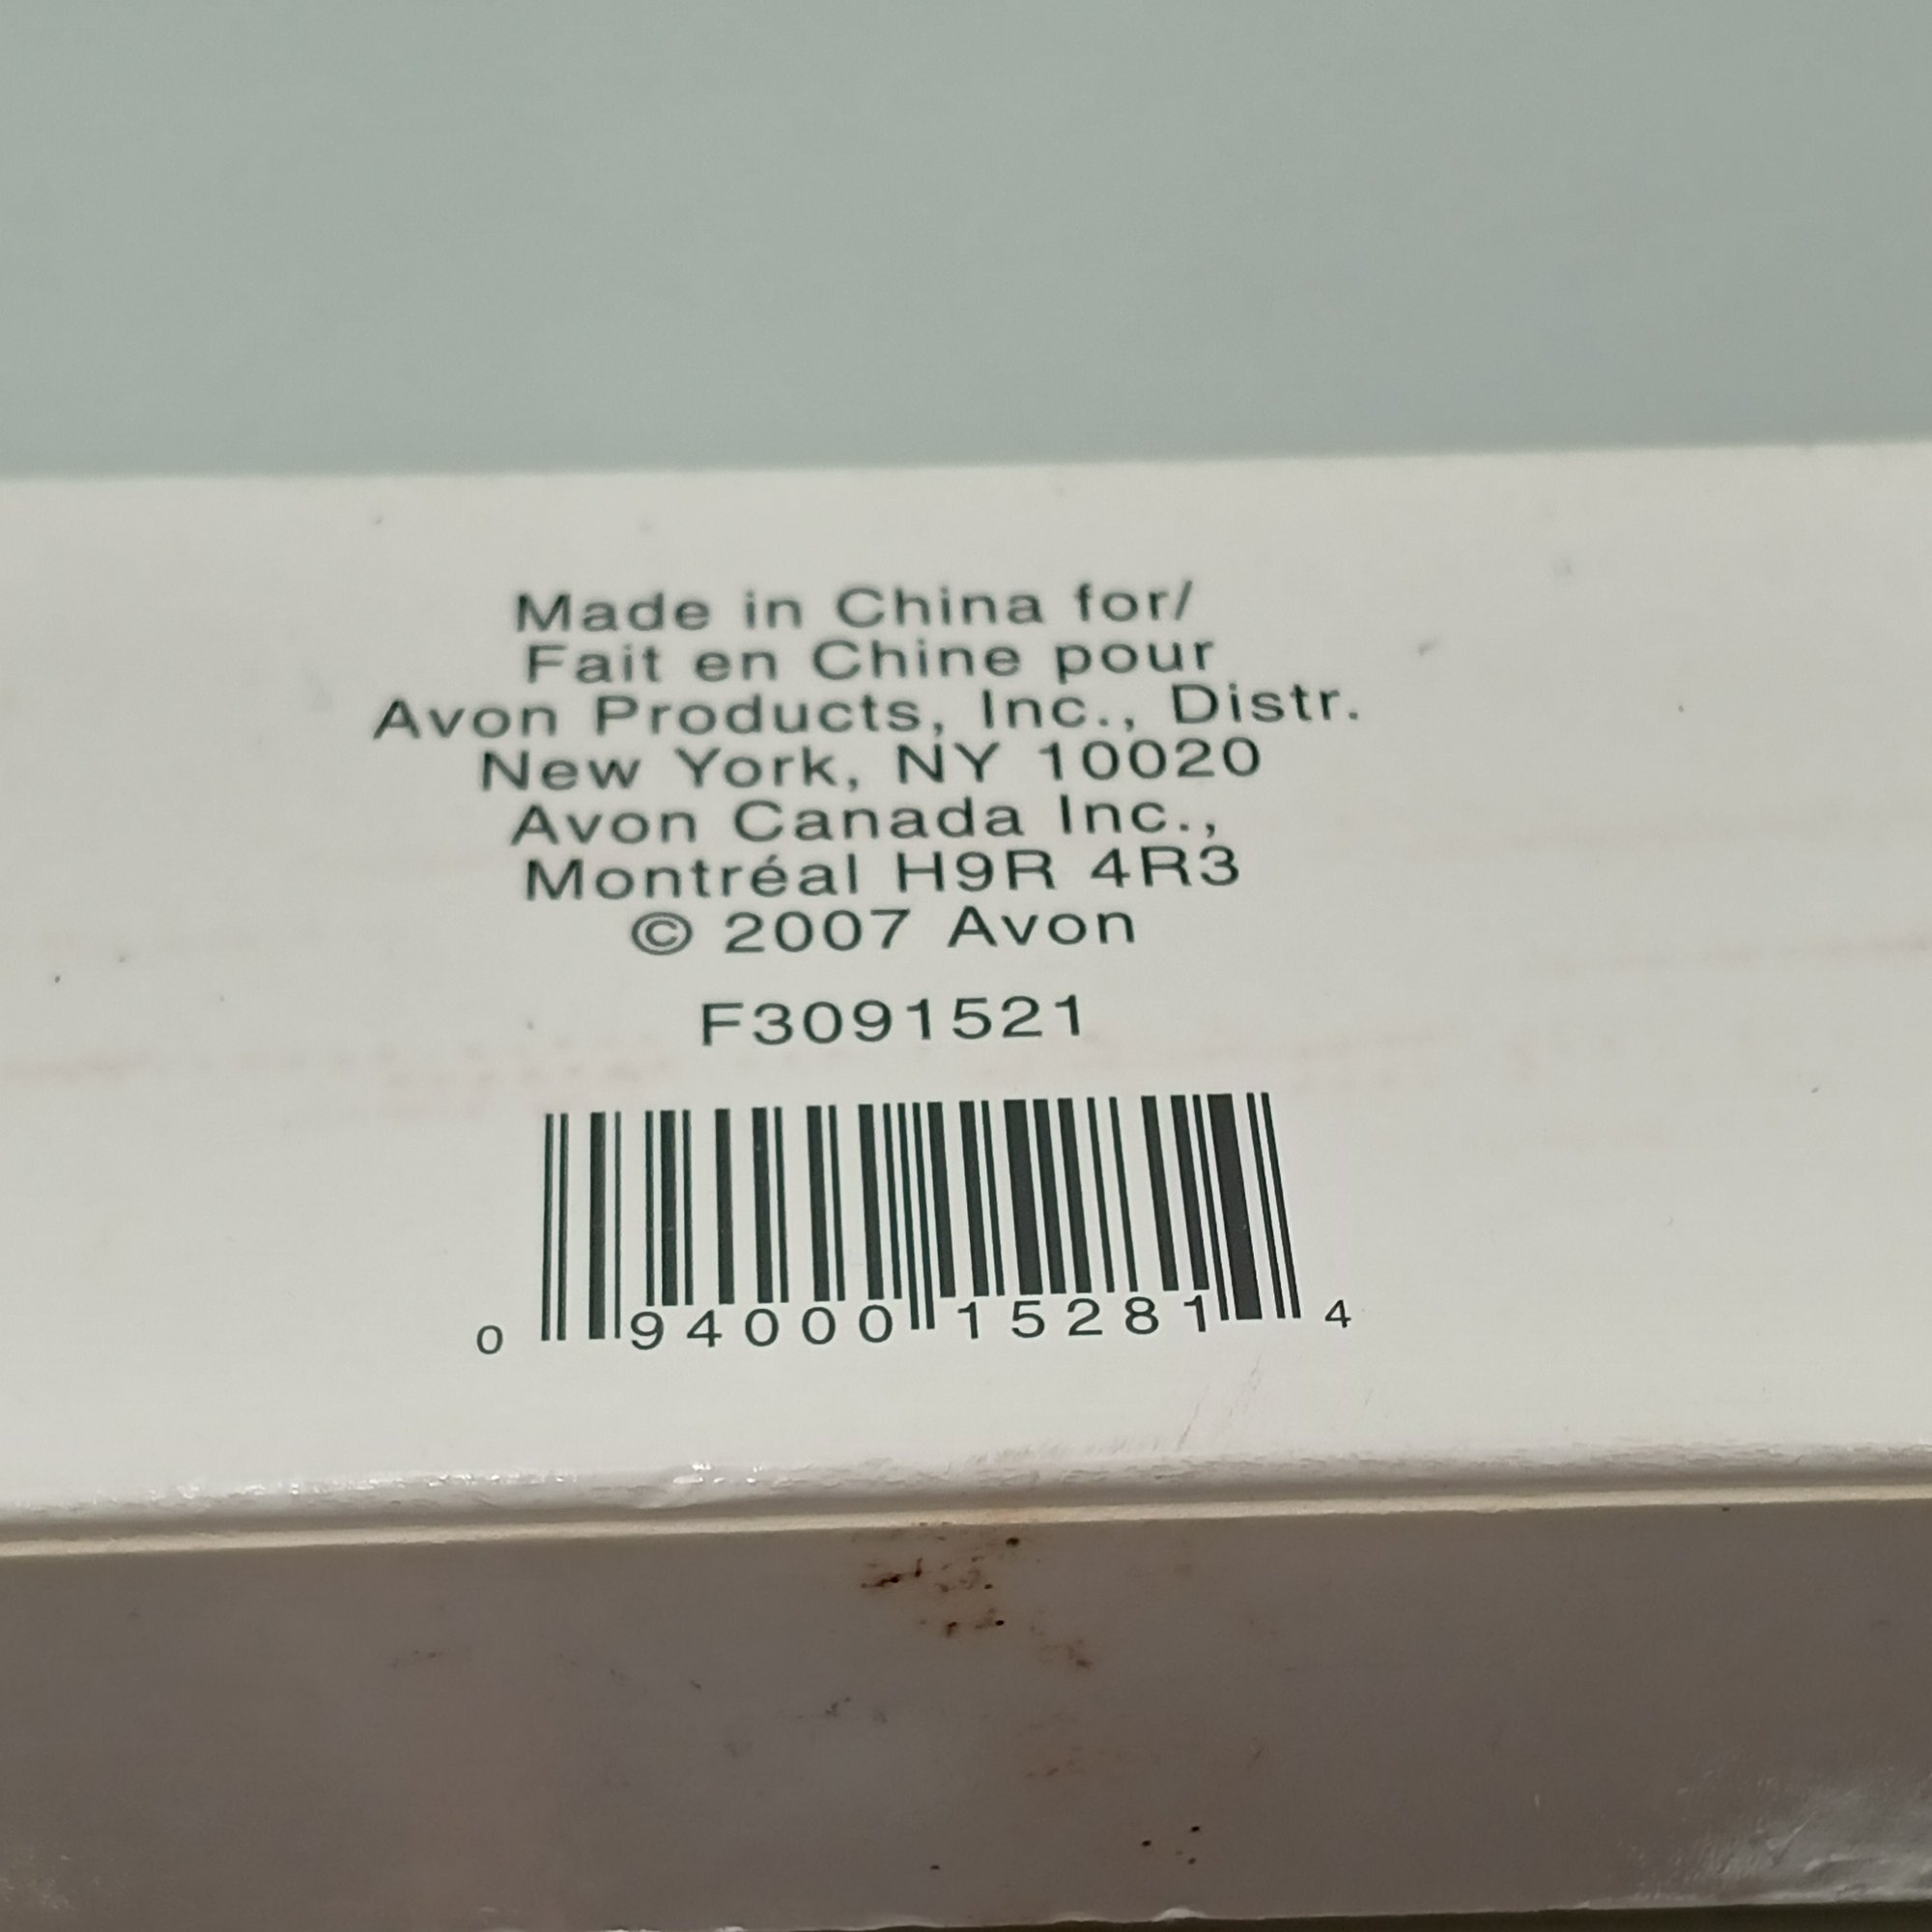 Made in China for/
Fait en Chine pour
Avon Products, Inc., Distr.
New York, NY 10020
Avon Canada Inc.,
Montréal H9R 4R3
© 2007 Avon
F3091521
0 94000 15281 4